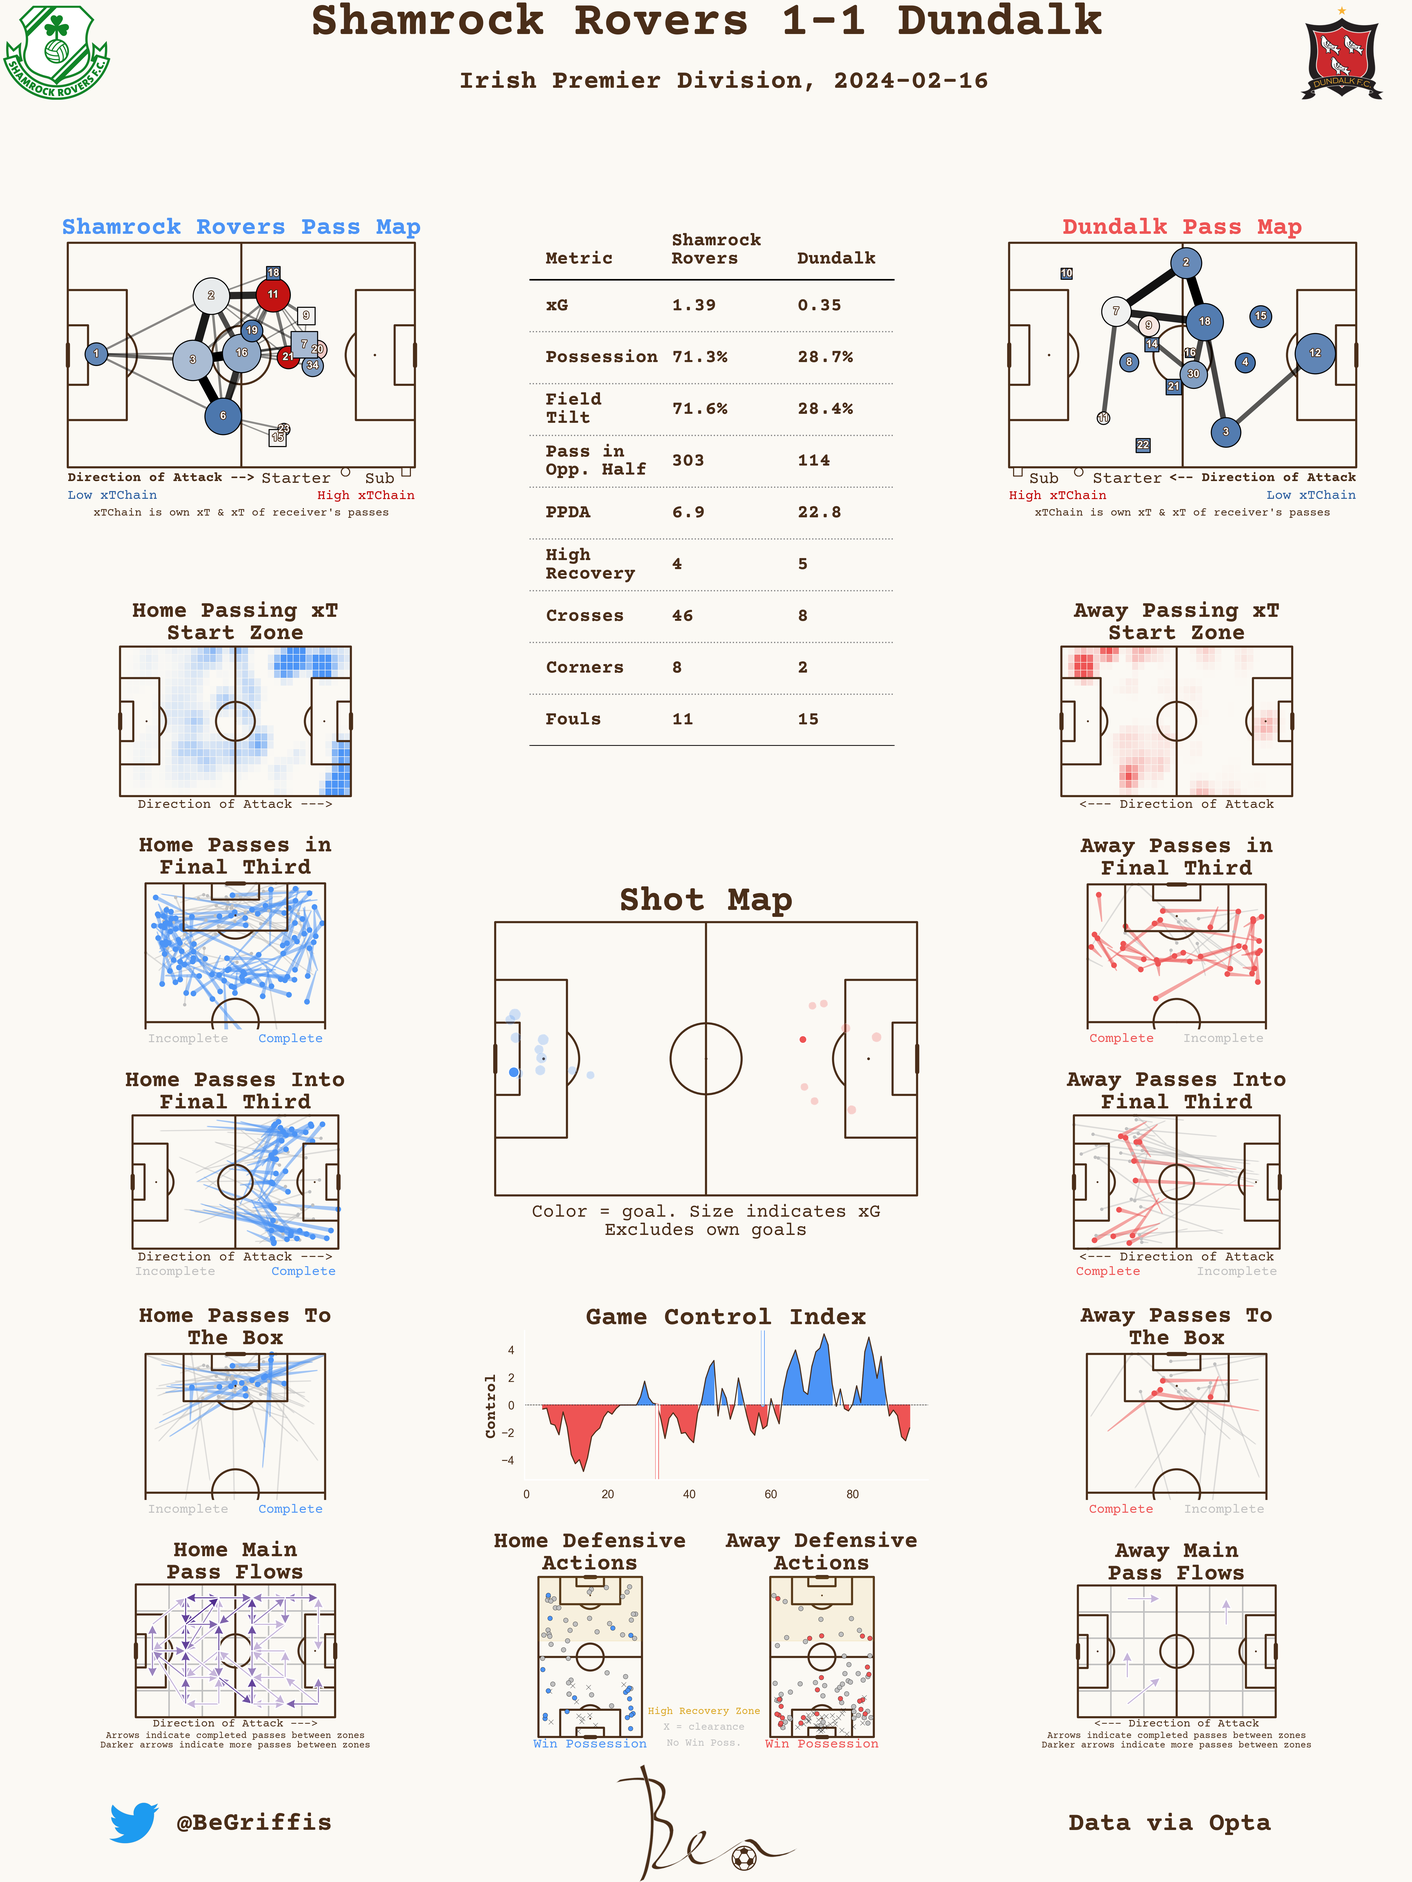 Shamrock Rovers 1-1 Dundalk
Irish Premier Division, 2024-02-16
SHAMROCK ROVERS F.C.
DUNDALK F.C.
Shamrock Rovers Pass Map
1
2
3
6
16
19
11
18
9
7
20
21
34
23
15
Direction of Attack --> Starter Sub
Low xTChain High xTChain
xTChain is own xT & xT of receiver's passes
Metric Shamrock Rovers Dundalk
xG 1.39 0.35
Possession 71.3% 28.7%
Field Tilt 71.6% 28.4%
Pass in Opp. Half 303 114
PPDA 6.9 22.8
High Recovery 4 5
Crosses 46 8
Corners 8 2
Fouls 11 15
Dundalk Pass Map
10
2
7
9
14
18
15
8
16
4
12
30
21
11
22
3
Sub Starter <-- Direction of Attack
High xTChain Low xTChain
xTChain is own xT & xT of receiver's passes
Home Passing xT
Start Zone
Direction of Attack --->
Away Passing xT
Start Zone
<--- Direction of Attack
Home Passes in
Final Third
Incomplete Complete
Away Passes in
Final Third
Complete Incomplete
Shot Map
Color = goal. Size indicates xG
Excludes own goals
Home Passes Into
Final Third
Direction of Attack --->
Incomplete Complete
Away Passes Into
Final Third
<--- Direction of Attack
Complete Incomplete
Home Passes To
The Box
Incomplete Complete
Game Control Index
Control
4
2
0
−2
−4
0 20 40 60 80
Away Passes To
The Box
Complete Incomplete
Home Main
Pass Flows
Direction of Attack --->
Arrows indicate completed passes between zones
Darker arrows indicate more passes between zones
Home Defensive
Actions
Win Possession
Away Defensive
Actions
Win Possession
High Recovery Zone
X = clearance
No Win Poss.
Away Main
Pass Flows
<--- Direction of Attack
Arrows indicate completed passes between zones
Darker arrows indicate more passes between zones
@BeGriffis
Ben
Data via Opta